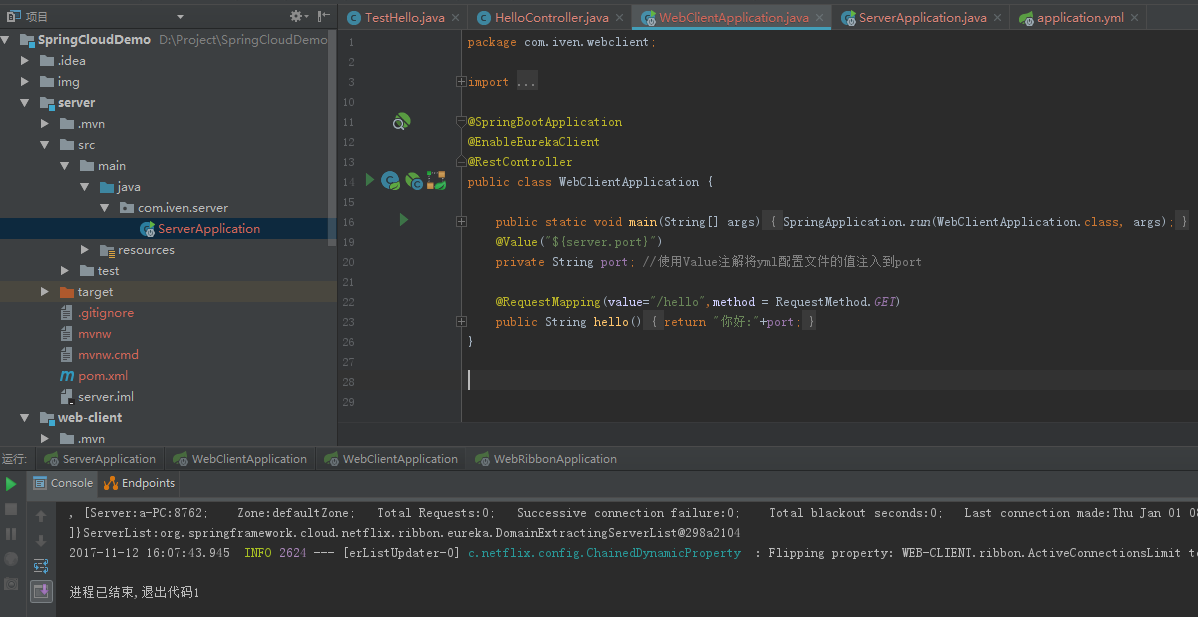 项目
TestHello.java HelloController.java WebClientApplication.java ServerApplication.java application.yml
SpringCloudDemo D:\Project\SpringCloudDemo
.idea
img
server
.mvn
src
main
java
com.iven.server
ServerApplication
resources
test
target
.gitignore
mvnw
mvnw.cmd
pom.xml
server.iml
web-client
.mvn
1 package com.iven.webclient;
2
3 import ...
10
11 @SpringBootApplication
12 @EnableEurekaClient
13 @RestController
14 public class WebClientApplication {
15
16 public static void main(String[] args) { SpringApplication.run(WebClientApplication.class, args); }
19 @Value("${server.port}")
20 private String port; //使用Value注解将yml配置文件的值注入到port
21
22 @RequestMapping(value="/hello",method = RequestMethod.GET)
23 public String hello() { return "你好:"+port; }
26 }
27
28
29
运行: ServerApplication WebClientApplication WebClientApplication WebRibbonApplication
Console Endpoints
, [Server:a-PC:8762; Zone:defaultZone; Total Requests:0; Successive connection failure:0; Total blackout seconds:0; Last connection made:Thu Jan 01
]}ServerList:org.springframework.cloud.netflix.ribbon.eureka.DomainExtractingServerList@298a2104
2017-11-12 16:07:43.945 INFO 2624 --- [erListUpdater-0] c.netflix.config.ChainedDynamicProperty : Flipping property: WEB-CLIENT.ribbon.ActiveConnectionsLimit
进程已结束,退出代码1